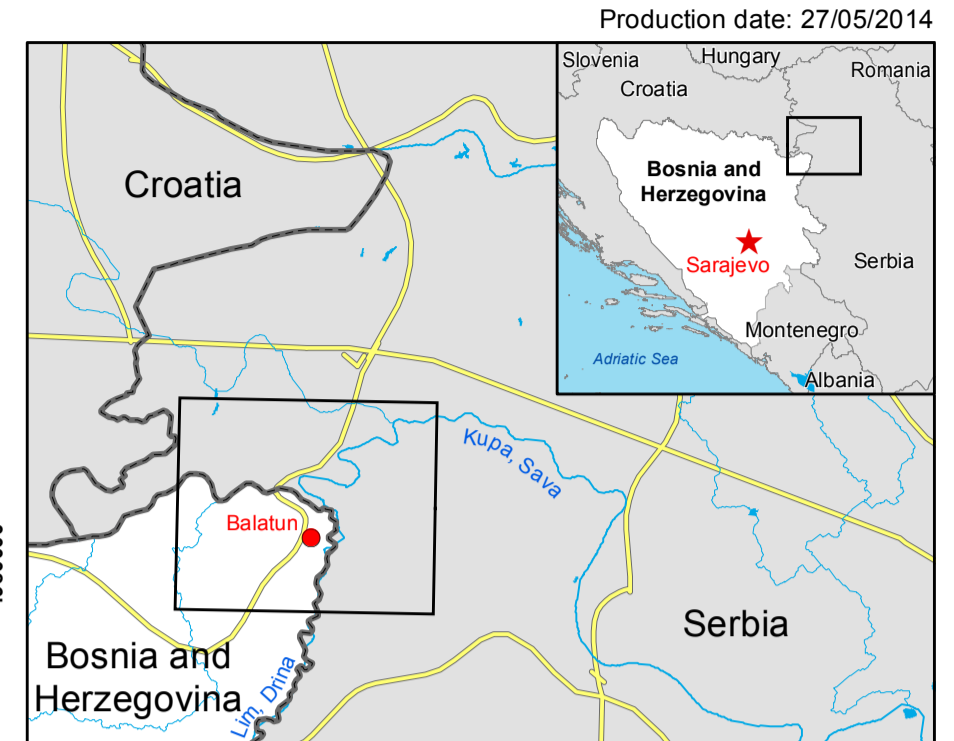 Production date: 27/05/2014
Slovenia
Hungary
Romania
Croatia
Bosnia and
Herzegovina
Sarajevo
Serbia
Montenegro
Adriatic Sea
Albania
Croatia
Kupa, Sava
Balatun
Serbia
Bosnia and
Herzegovina
Lim, Drina